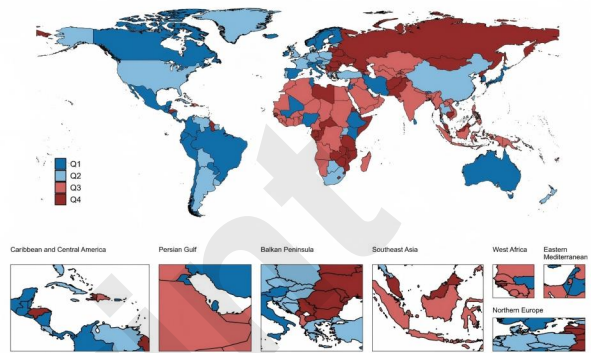 Q1
Q2
Q3
Q4
Caribbean and Central America
Persian Gulf
Balkan Peninsula
Southeast Asia
West Africa
Eastern
Mediterranean
Northern Europe
int